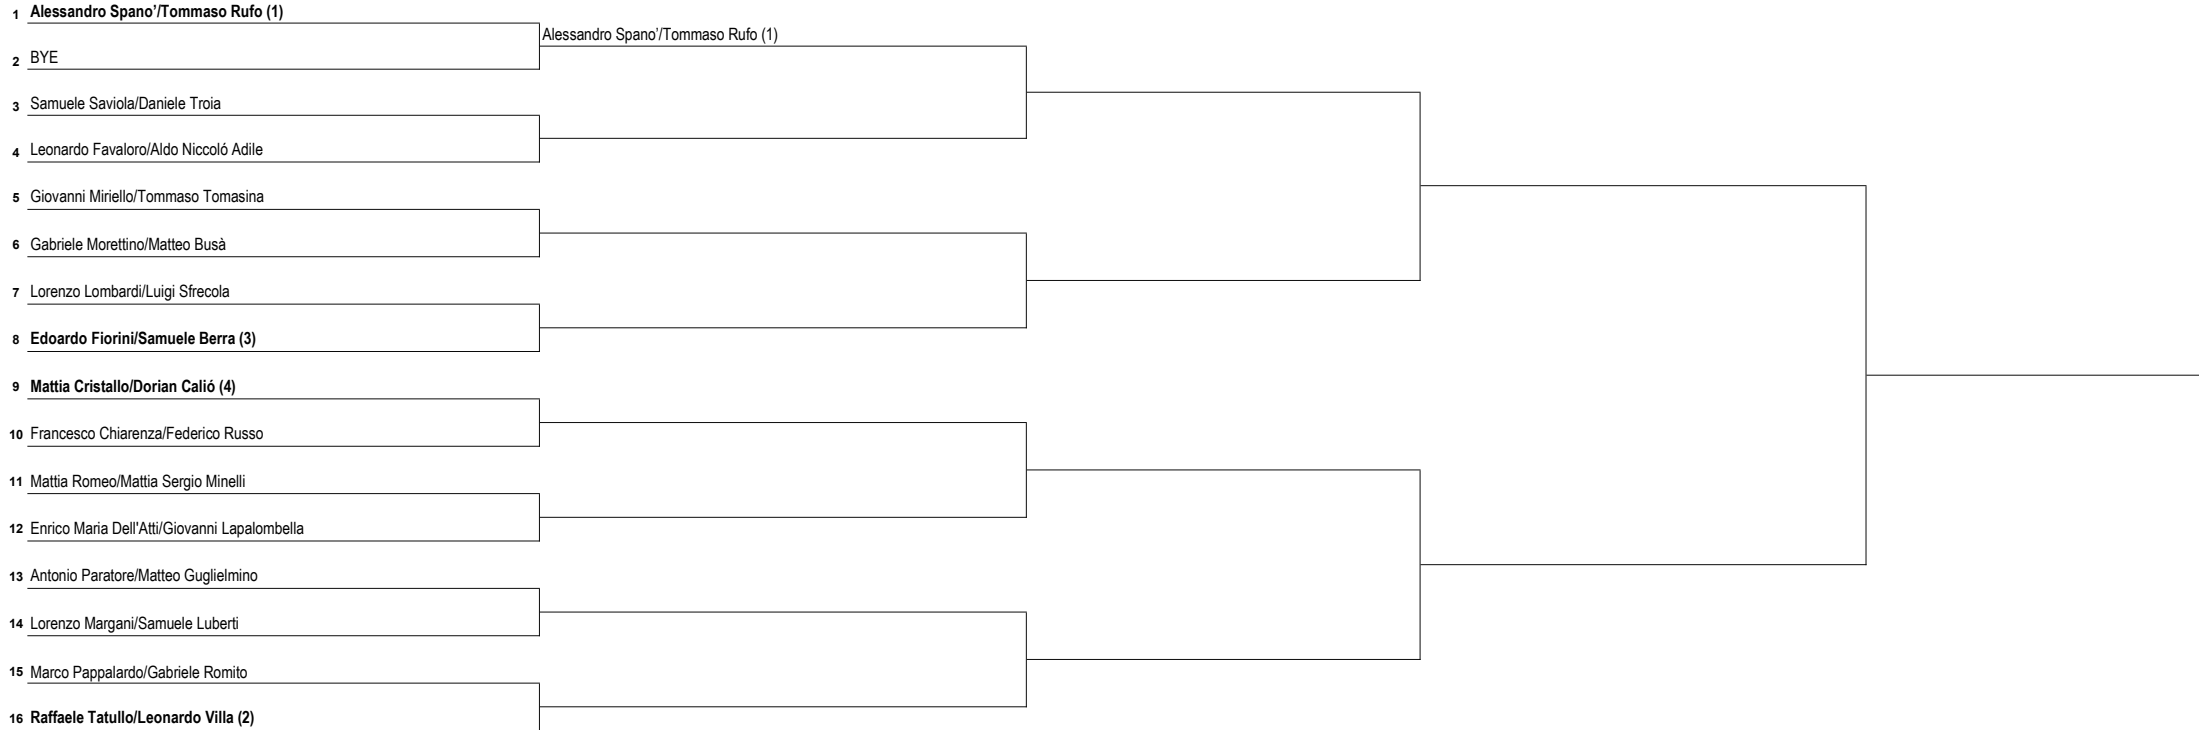 1 Alessandro Spano’/Tommaso Rufo (1)
Alessandro Spano’/Tommaso Rufo (1)
2 BYE
3 Samuele Saviola/Daniele Troia
4 Leonardo Favaloro/Aldo Niccoló Adile
5 Giovanni Miriello/Tommaso Tomasina
6 Gabriele Morettino/Matteo Busà
7 Lorenzo Lombardi/Luigi Sfrecola
8 Edoardo Fiorini/Samuele Berra (3)
9 Mattia Cristallo/Dorian Calió (4)
10 Francesco Chiarenza/Federico Russo
11 Mattia Romeo/Mattia Sergio Minelli
12 Enrico Maria Dell'Atti/Giovanni Lapalombella
13 Antonio Paratore/Matteo Guglielmino
14 Lorenzo Margani/Samuele Luberti
15 Marco Pappalardo/Gabriele Romito
16 Raffaele Tatullo/Leonardo Villa (2)